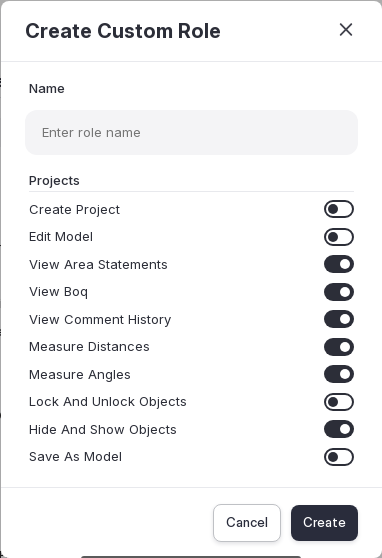 Create Custom Role
Name
Enter role name
Projects
Create Project
Edit Model
View Area Statements
View Boq
View Comment History
Measure Distances
Measure Angles
Lock And Unlock Objects
Hide And Show Objects
Save As Model
Cancel
Create